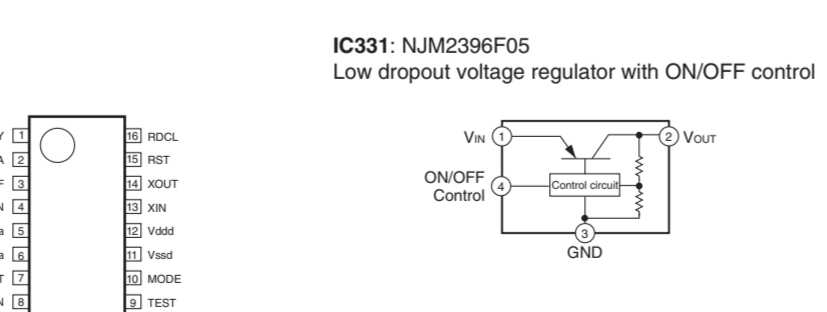 IC331: NJM2396F05
Low dropout voltage regulator with ON/OFF control
1 16 RDCL
2 15 RST
3 14 XOUT
4 13 XIN
5 12 Vddd
6 11 Vssd
7 10 MODE
8 9 TEST
VIN 1
2 VOUT
ON/OFF
Control
4
Control circuit
3
GND